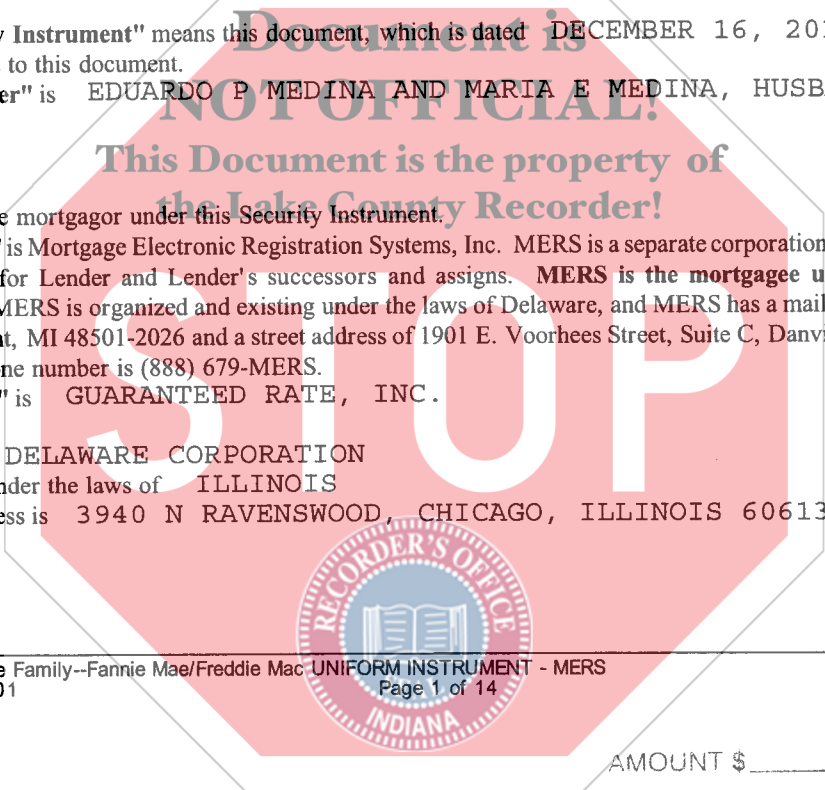 y Instrument" means this document, which is dated DECEMBER 16, 201
Document is
to this document.
er" is EDUARDO P MEDINA AND MARIA E MEDINA, HUSB
NOT OFFICIAL!
This Document is the property of
the Lake County Recorder!
e mortgagor under this Security Instrument.
" is Mortgage Electronic Registration Systems, Inc. MERS is a separate corporation
for Lender and Lender's successors and assigns. MERS is the mortgagee u
MERS is organized and existing under the laws of Delaware, and MERS has a mail
t, MI 48501-2026 and a street address of 1901 E. Voorhees Street, Suite C, Danvi
ne number is (888) 679-MERS.
STOP
" is GUARANTEED RATE, INC.
DELAWARE CORPORATION
nder the laws of ILLINOIS
ess is 3940 N RAVENSWOOD, CHICAGO, ILLINOIS 60613
RECORDER'S OFFICE
e Family--Fannie Mae/Freddie Mac UNIFORM INSTRUMENT - MERS
01 Page 1 of 14
SEAL
INDIANA
AMOUNT $